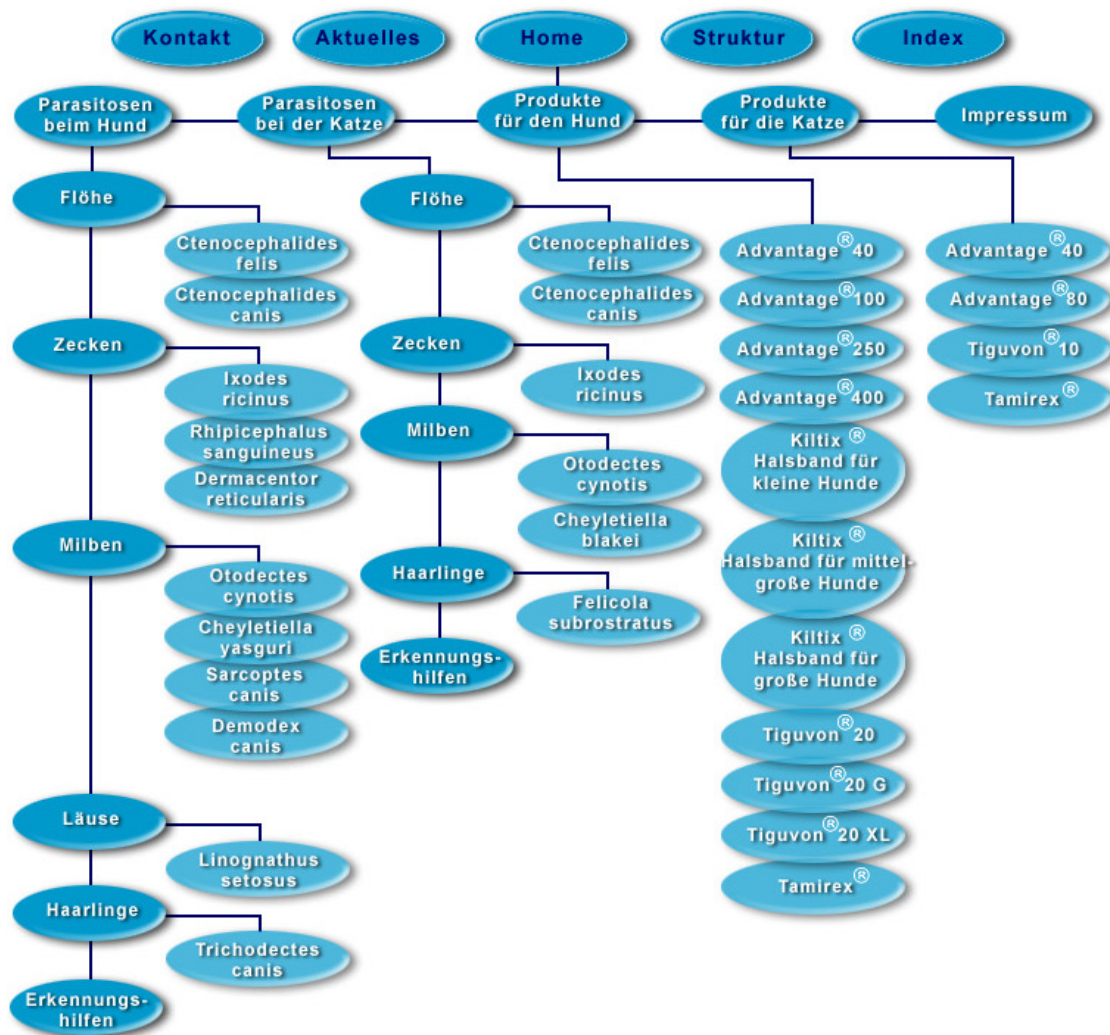 Kontakt
Aktuelles
Home
Struktur
Index
Parasitosen
beim Hund
Parasitosen
bei der Katze
Produkte
für den Hund
Produkte
für die Katze
Impressum
Flöhe
Ctenocephalides
felis
Ctenocephalides
canis
Zecken
Ixodes
ricinus
Rhipicephalus
sanguineus
Dermacentor
reticularis
Milben
Otodectes
cynotis
Cheyletiella
yasguri
Sarcoptes
canis
Demodex
canis
Läuse
Linognathus
setosus
Haarlinge
Trichodectes
canis
Erkennungs-
hilfen
Flöhe
Ctenocephalides
felis
Ctenocephalides
canis
Zecken
Ixodes
ricinus
Milben
Otodectes
cynotis
Cheyletiella
blakei
Haarlinge
Felicola
subrostratus
Erkennungs-
hilfen
Advantage® 40
Advantage® 100
Advantage® 250
Advantage® 400
Kiltix®
Halsband für
kleine Hunde
Kiltix®
Halsband für mittel-
große Hunde
Kiltix®
Halsband für
große Hunde
Tiguvon® 20
Tiguvon® 20 G
Tiguvon® 20 XL
Tamirex®
Advantage® 40
Advantage® 80
Tiguvon® 10
Tamirex®